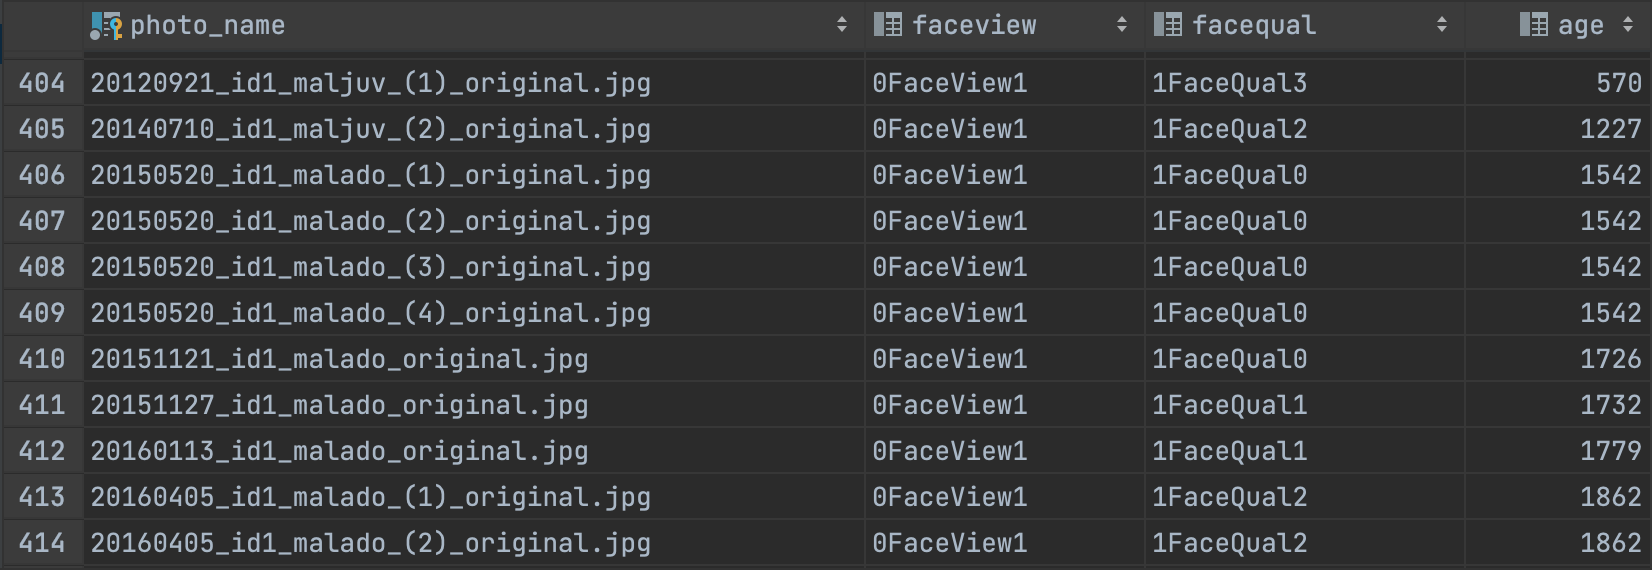 photo_name faceview facequal age
404 20120921_id1_maljuv_(1)_original.jpg 0FaceView1 1FaceQual3 570
405 20140710_id1_maljuv_(2)_original.jpg 0FaceView1 1FaceQual2 1227
406 20150520_id1_malado_(1)_original.jpg 0FaceView1 1FaceQual0 1542
407 20150520_id1_malado_(2)_original.jpg 0FaceView1 1FaceQual0 1542
408 20150520_id1_malado_(3)_original.jpg 0FaceView1 1FaceQual0 1542
409 20150520_id1_malado_(4)_original.jpg 0FaceView1 1FaceQual0 1542
410 20151121_id1_malado_original.jpg 0FaceView1 1FaceQual0 1726
411 20151127_id1_malado_original.jpg 0FaceView1 1FaceQual1 1732
412 20160113_id1_malado_original.jpg 0FaceView1 1FaceQual1 1779
413 20160405_id1_malado_(1)_original.jpg 0FaceView1 1FaceQual2 1862
414 20160405_id1_malado_(2)_original.jpg 0FaceView1 1FaceQual2 1862